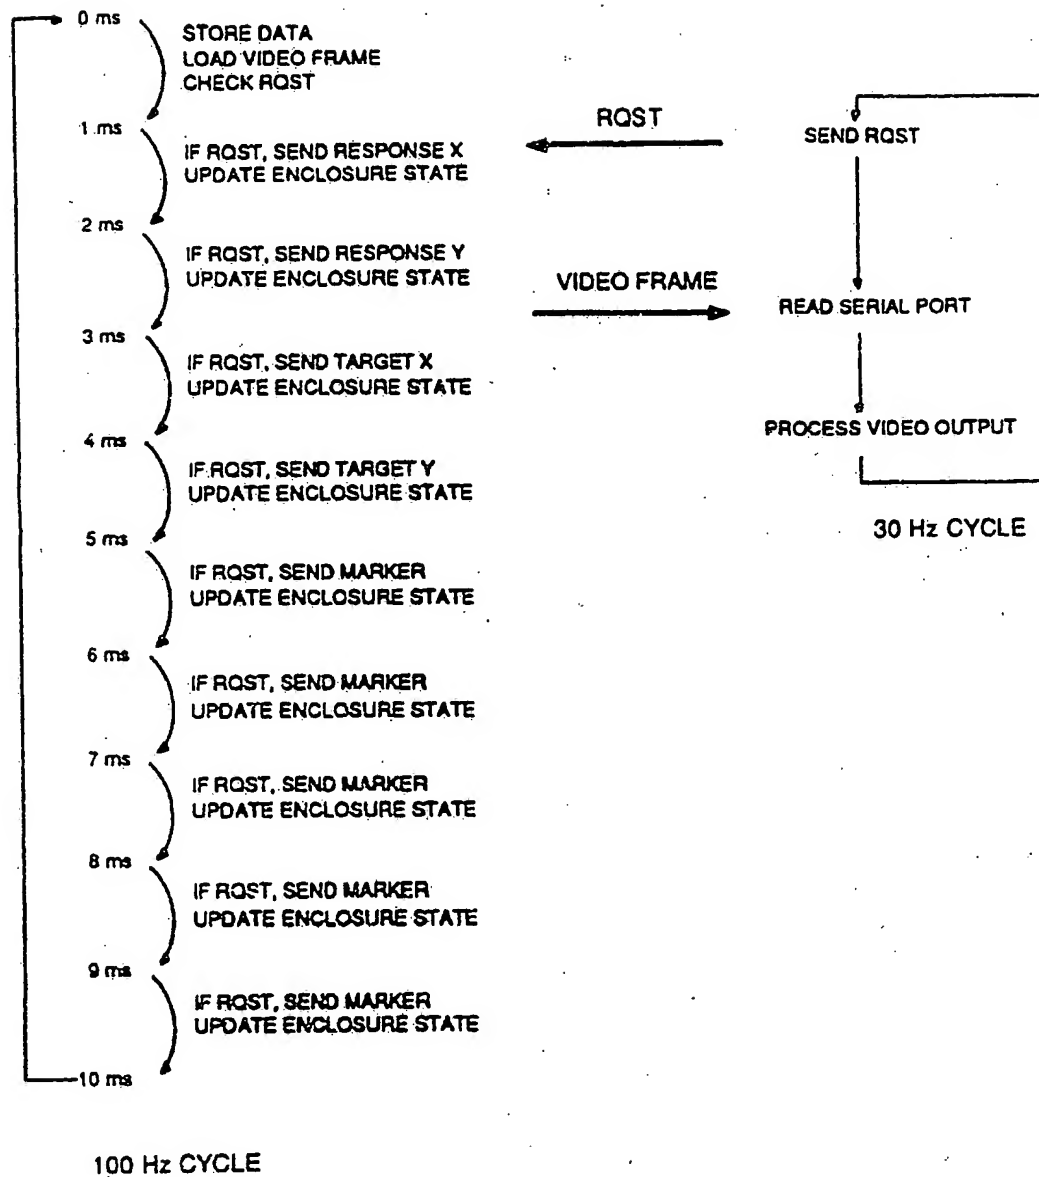 0 ms
STORE DATA
LOAD VIDEO FRAME
CHECK RQST
1 ms
IF RQST, SEND RESPONSE X
UPDATE ENCLOSURE STATE
2 ms
IF RQST, SEND RESPONSE Y
UPDATE ENCLOSURE STATE
3 ms
IF RQST, SEND TARGET X
UPDATE ENCLOSURE STATE
4 ms
IF RQST, SEND TARGET Y
UPDATE ENCLOSURE STATE
5 ms
IF RQST, SEND MARKER
UPDATE ENCLOSURE STATE
6 ms
IF RQST, SEND MARKER
UPDATE ENCLOSURE STATE
7 ms
IF RQST, SEND MARKER
UPDATE ENCLOSURE STATE
8 ms
IF RQST, SEND MARKER
UPDATE ENCLOSURE STATE
9 ms
IF RQST, SEND MARKER
UPDATE ENCLOSURE STATE
10 ms
100 Hz CYCLE
RQST
VIDEO FRAME
SEND RQST
READ SERIAL PORT
PROCESS VIDEO OUTPUT
30 Hz CYCLE